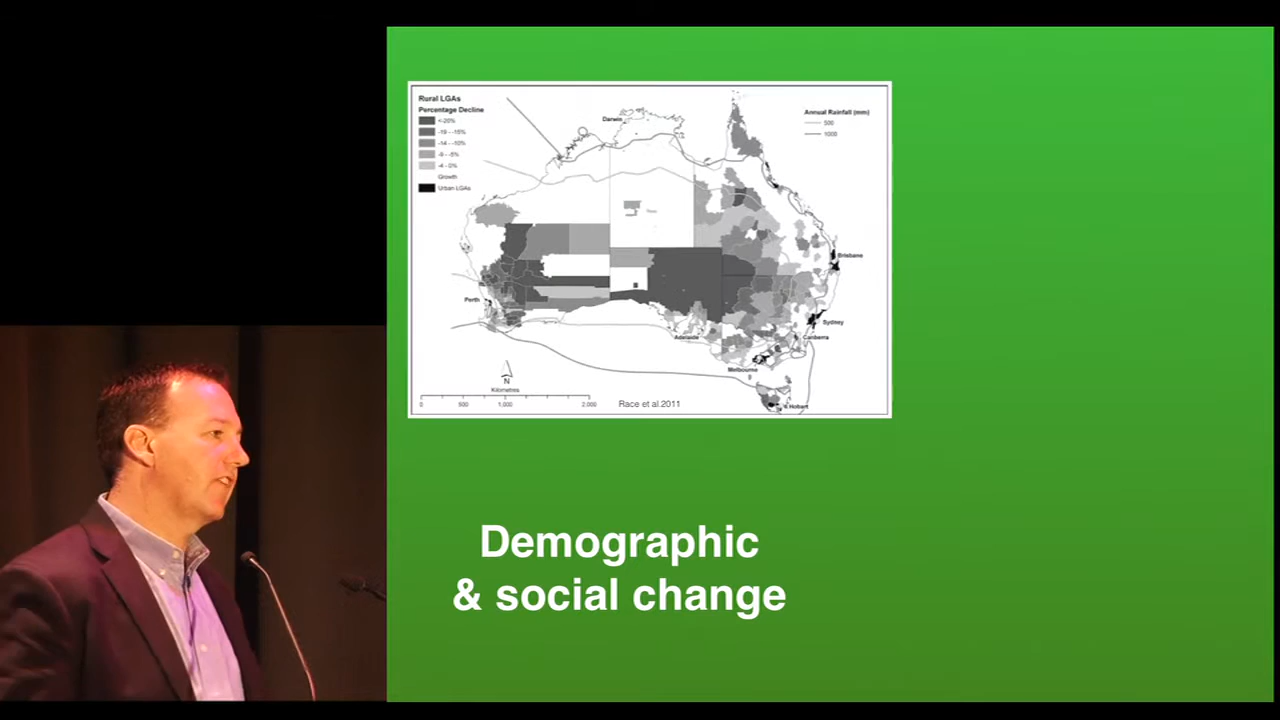 Rural LGAs
Percentage Decline
<-20%
-19 - -15%
-14 - -10%
-9 - -5%
-4 - 0%
Growth
Urban LGAs
Darwin
Annual Rainfall (mm)
500
1000
Brisbane
Perth
Sydney
Adelaide
Canberra
Melbourne
N
Kilometres
0 500 1,000 2,000
Race et al.2011
Hobart
Demographic
& social change